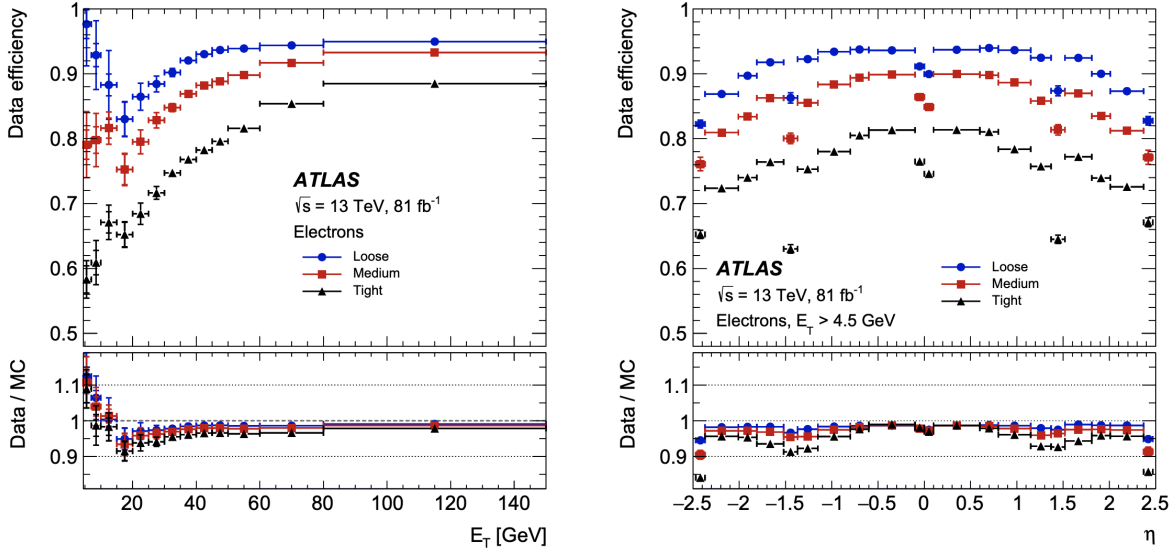 Data efficiency
1
0.9
0.8
0.7
0.6
0.5
ATLAS
√s = 13 TeV, 81 fb⁻¹
Electrons
Loose
Medium
Tight
Data / MC
1.1
1
0.9
20 40 60 80 100 120 140
E_T [GeV]
Data efficiency
1
0.9
0.8
0.7
0.6
0.5
ATLAS
√s = 13 TeV, 81 fb⁻¹
Electrons, E_T > 4.5 GeV
Loose
Medium
Tight
Data / MC
1.1
1
0.9
−2.5 −2 −1.5 −1 −0.5 0 0.5 1 1.5 2 2.5
η